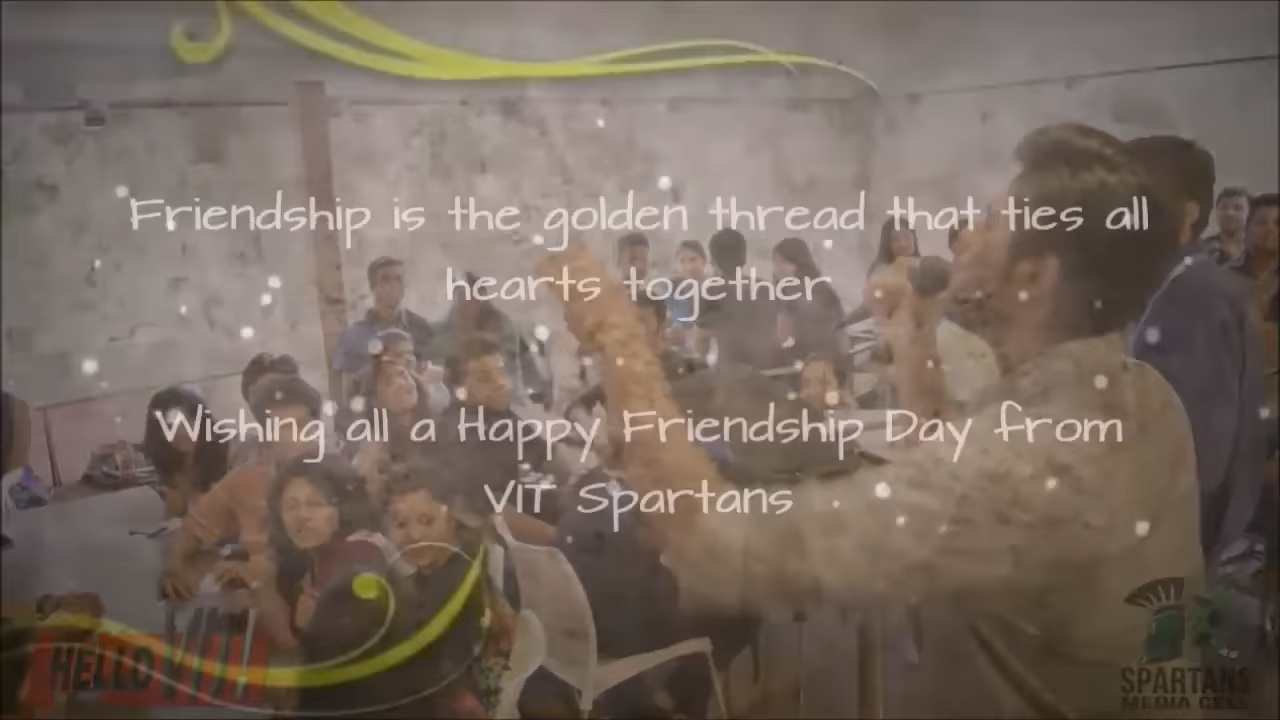 Friendship is the golden thread that ties all
hearts together
Wishing all a Happy Friendship Day from
VIT Spartans
HELLO
SPARTANS
MEDIA CELL